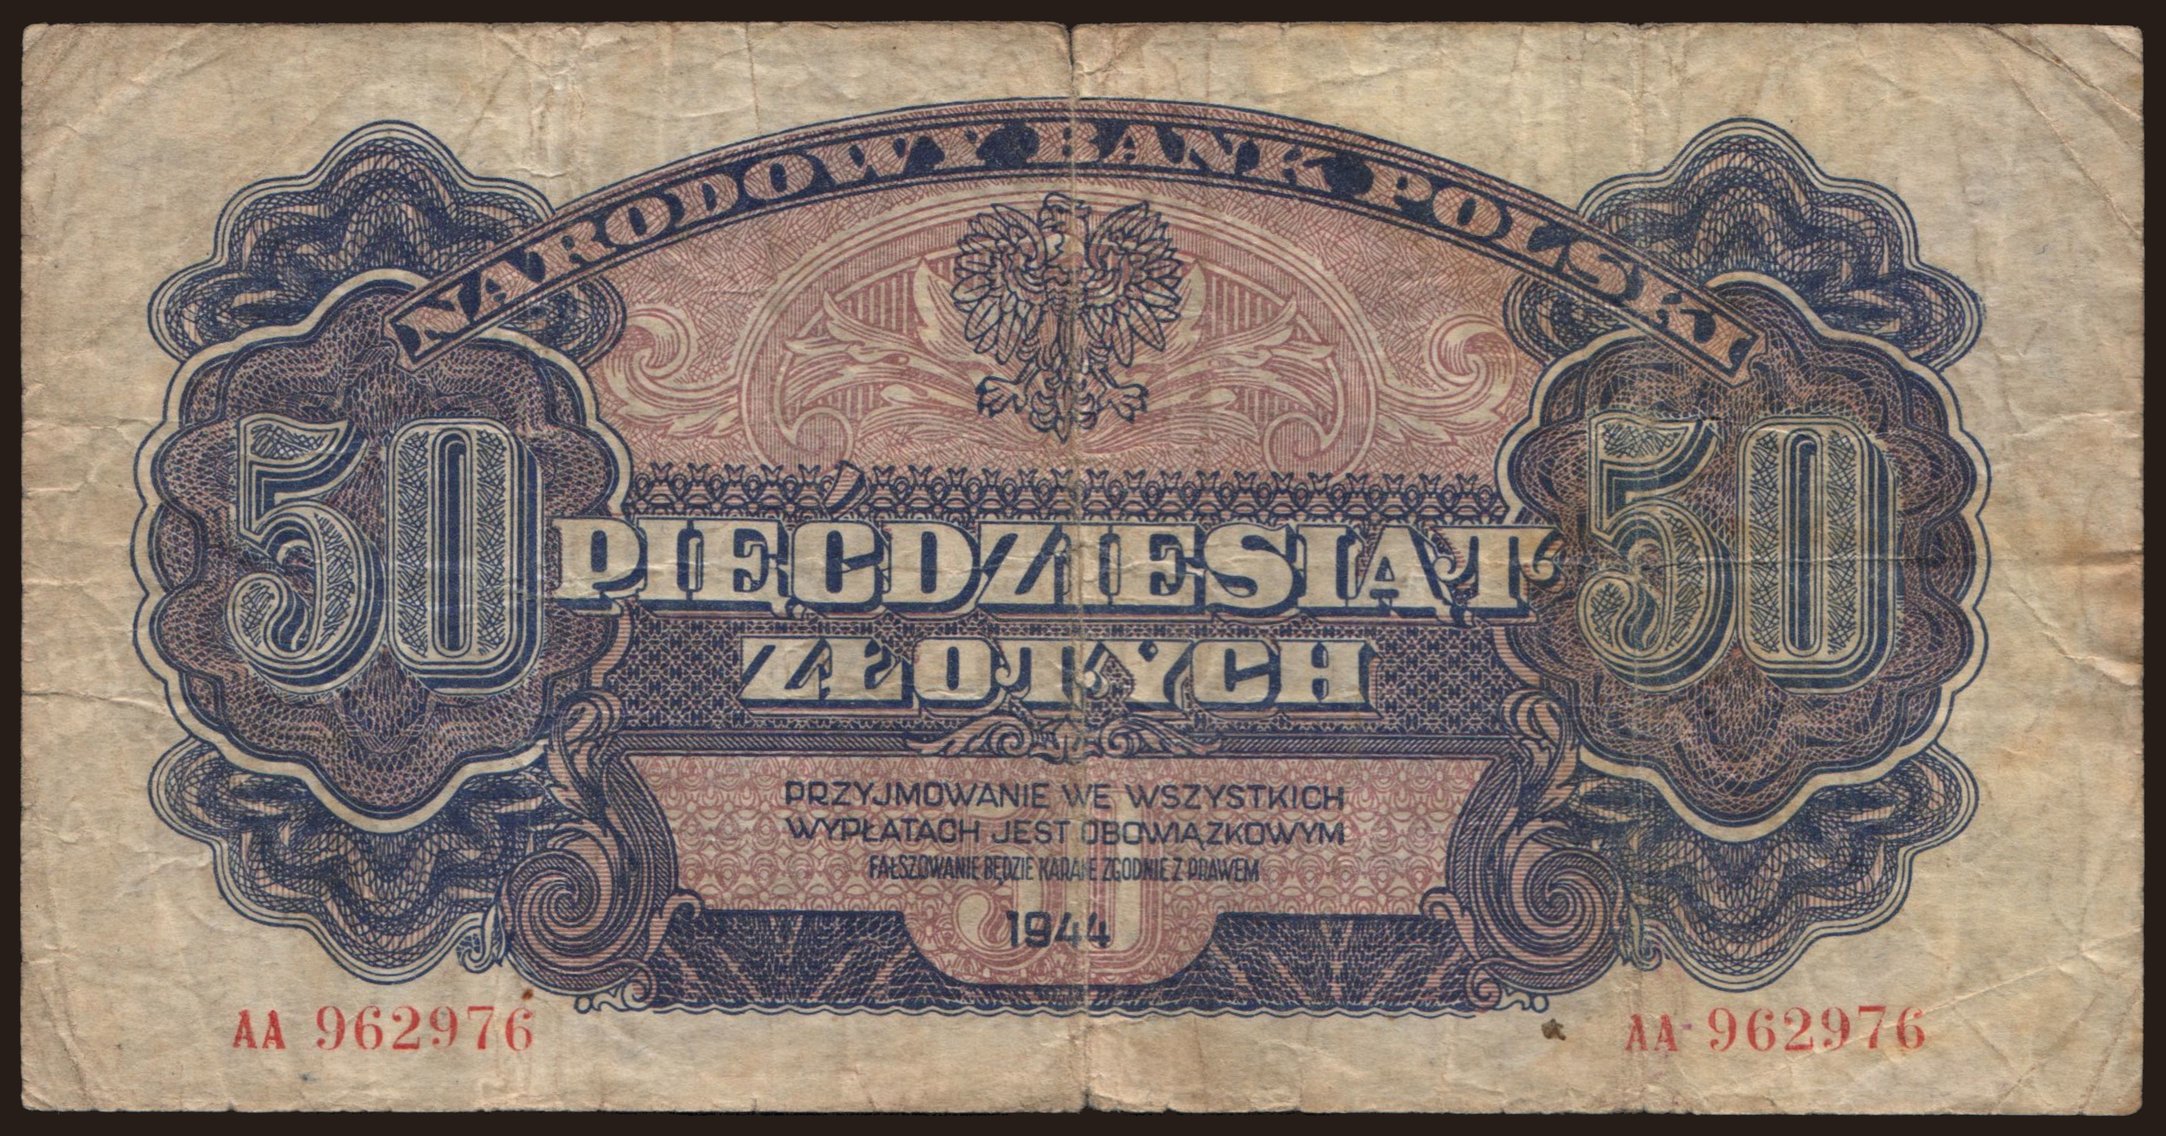 NARODOWY BANK POLSKI
50 50
PIĘĆDZIESIĄT
ZŁOTYCH
PRZYJMOWANIE WE WSZYSTKICH
WYPŁATACH JEST OBOWIĄZKOWYM
FAŁSZOWANIE BĘDZIE KARANE ZGODNIE Z PRAWEM
50
1944
AA 962976 AA 962976